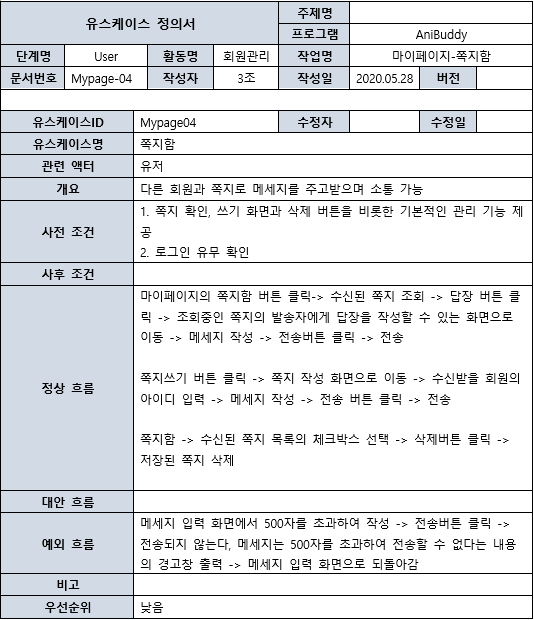 유스케이스 정의서 주제명
프로그램 AniBuddy
단계명 User 활동명 회원관리 작업명 마이페이지-쪽지함
문서번호 Mypage-04 작성자 3조 작성일 2020.05.28 버전
유스케이스ID Mypage04 수정자 수정일
유스케이스명 쪽지함
관련 액터 유저
개요 다른 회원과 쪽지로 메세지를 주고받으며 소통 가능
사전 조건
1. 쪽지 확인, 쓰기 화면과 삭제 버튼을 비롯한 기본적인 관리 기능 제
공
2. 로그인 유무 확인
사후 조건
정상 흐름
마이페이지의 쪽지함 버튼 클릭-> 수신된 쪽지 조회 -> 답장 버튼 클
릭 -> 조회중인 쪽지의 발송자에게 답장을 작성할 수 있는 화면으로
이동 -> 메세지 작성 -> 전송버튼 클릭 -> 전송
쪽지쓰기 버튼 클릭 -> 쪽지 작성 화면으로 이동 -> 수신받을 회원의
아이디 입력 -> 메세지 작성 -> 전송 버튼 클릭 -> 전송
쪽지함 -> 수신된 쪽지 목록의 체크박스 선택 -> 삭제버튼 클릭 ->
저장된 쪽지 삭제
대안 흐름
예외 흐름
메세지 입력 화면에서 500자를 초과하여 작성 -> 전송버튼 클릭 ->
전송되지 않는다, 메세지는 500자를 초과하여 전송할 수 없다는 내용
의 경고창 출력 -> 메세지 입력 화면으로 되돌아감
비고
우선순위 낮음